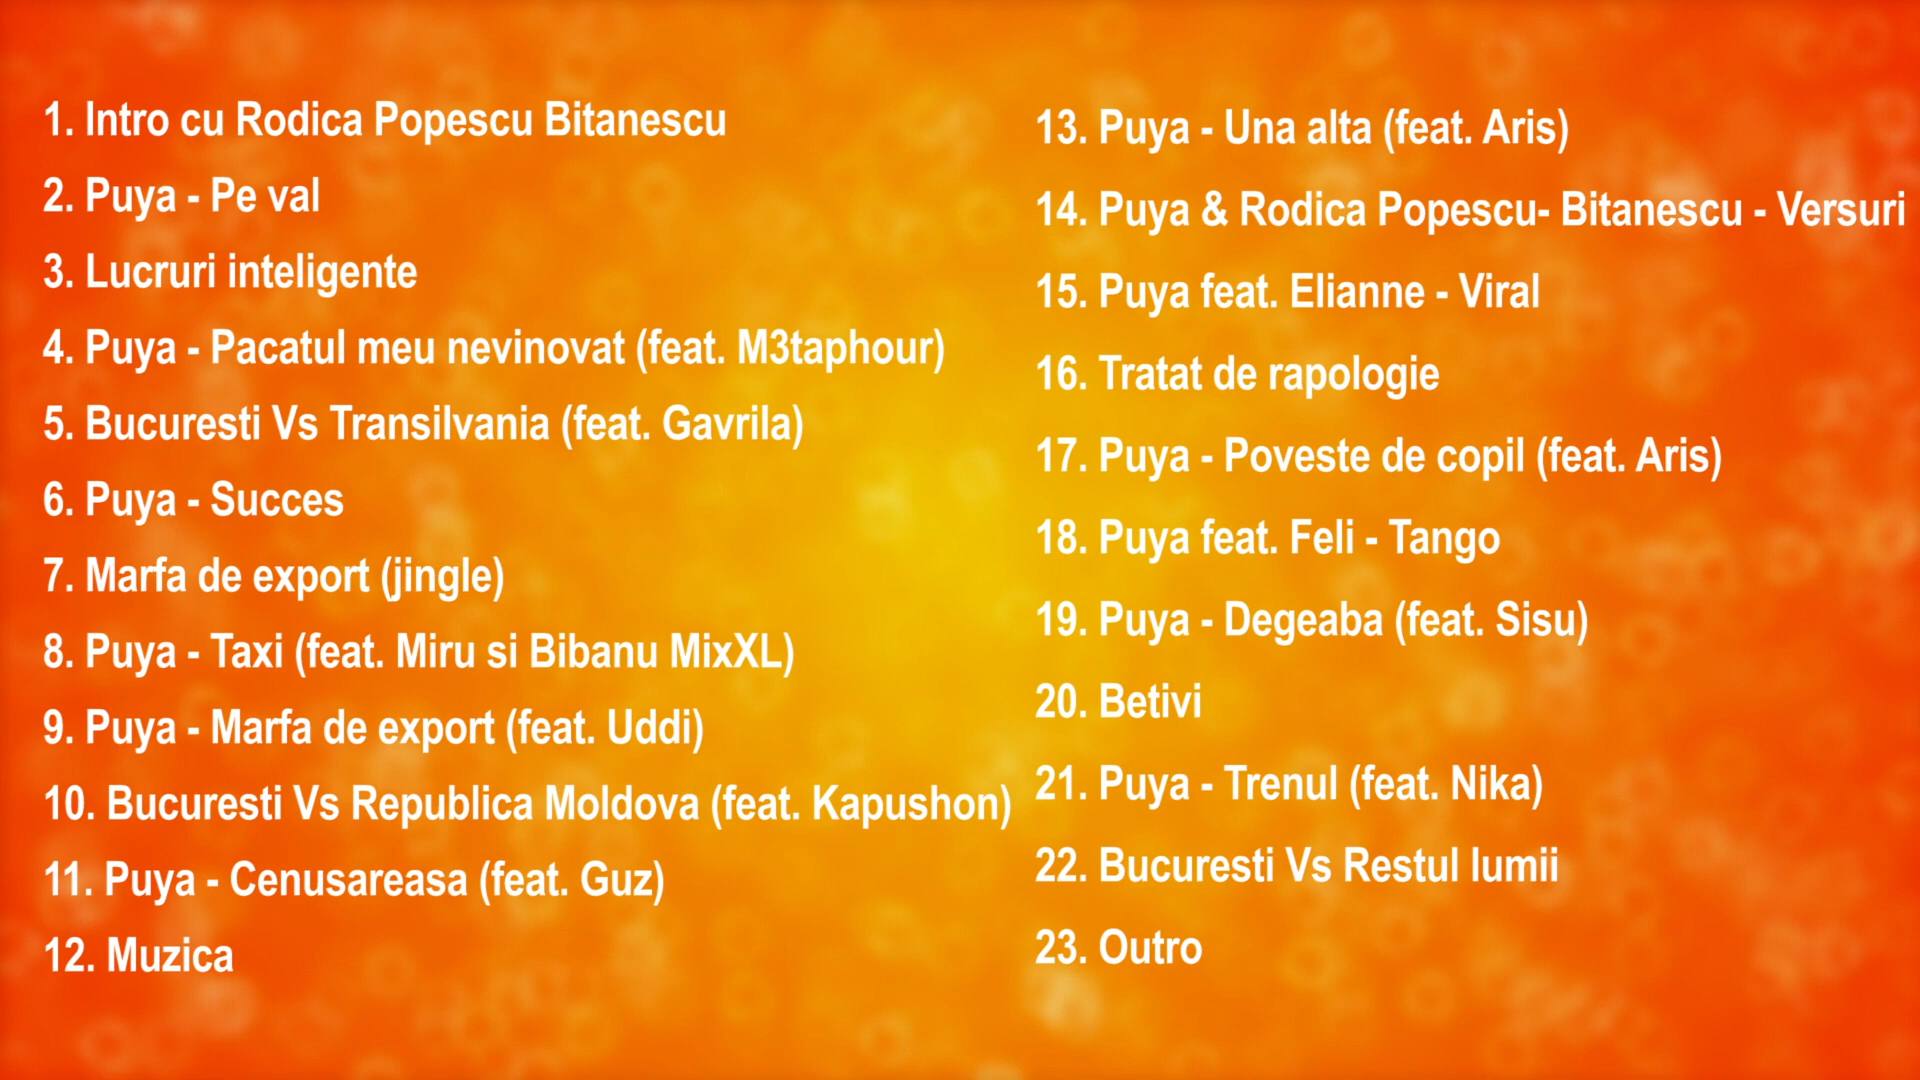 1. Intro cu Rodica Popescu Bitanescu
2. Puya - Pe val
3. Lucruri inteligente
4. Puya - Pacatul meu nevinovat (feat. M3taphour)
5. Bucuresti Vs Transilvania (feat. Gavrila)
6. Puya - Succes
7. Marfa de export (jingle)
8. Puya - Taxi (feat. Miru si Bibanu MixXL)
9. Puya - Marfa de export (feat. Uddi)
10. Bucuresti Vs Republica Moldova (feat. Kapushon)
11. Puya - Cenusareasa (feat. Guz)
12. Muzica
13. Puya - Una alta (feat. Aris)
14. Puya & Rodica Popescu- Bitanescu - Versuri
15. Puya feat. Elianne - Viral
16. Tratat de rapologie
17. Puya - Poveste de copil (feat. Aris)
18. Puya feat. Feli - Tango
19. Puya - Degeaba (feat. Sisu)
20. Betivi
21. Puya - Trenul (feat. Nika)
22. Bucuresti Vs Restul lumii
23. Outro